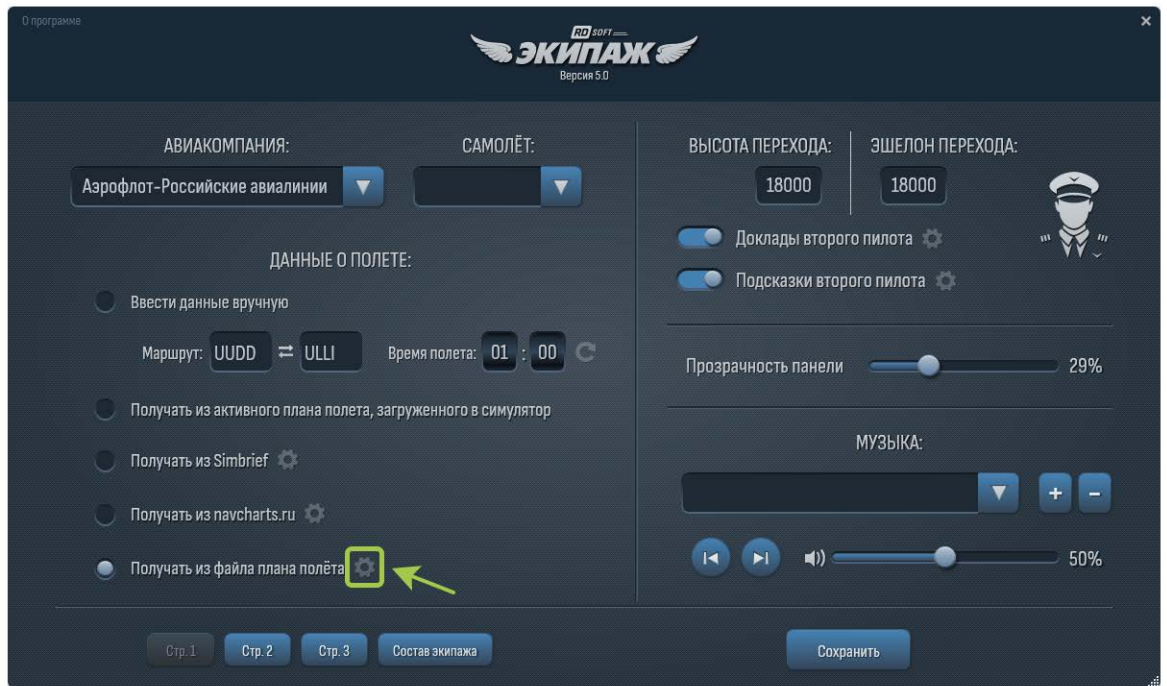 О программе
RD SOFT
ЭКИПАЖ
Версия 5.0
АВИАКОМПАНИЯ:
САМОЛЁТ:
Аэрофлот-Российские авиалинии
ДАННЫЕ О ПОЛЕТЕ:
Ввести данные вручную
Маршрут: UUDD ULLI Время полета: 01 : 00
Получать из активного плана полета, загруженного в симулятор
Получать из Simbrief
Получать из navcharts.ru
Получать из файла плана полёта
ВЫСОТА ПЕРЕХОДА:
ЭШЕЛОН ПЕРЕХОДА:
18000
18000
Доклады второго пилота
Подсказки второго пилота
Прозрачность панели 29%
МУЗЫКА:
50%
Стр. 1
Стр. 2
Стр. 3
Состав экипажа
Сохранить